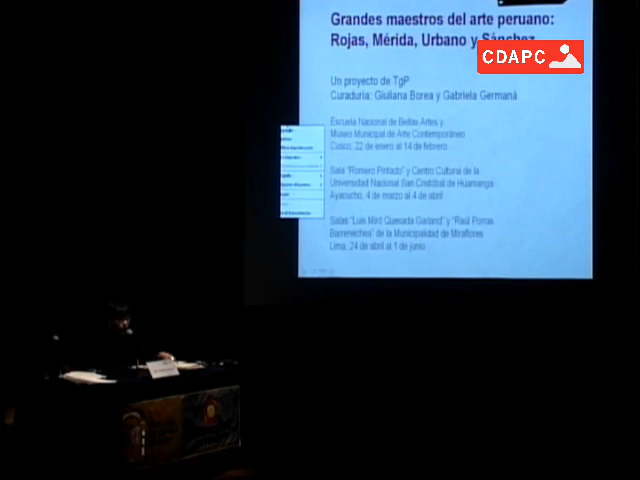 Grandes maestros del arte peruano:
Rojas, Mérida, Urbano y Sánchez
CDAPC
Un proyecto de TgP
Curaduría: Giuliana Borea y Gabriela Germaná
Escuela Nacional de Bellas Artes y
Museo Municipal de Arte Contemporáneo
Cusco, 22 de enero al 14 de febrero
Sala "Romero Pintado" y Centro Cultural de la
Universidad Nacional San Cristóbal de Huamanga
Ayacucho, 4 de marzo al 4 de abril
Salas "Luis Miró Quesada Garland" y "Raúl Porras
Barrenechea" de la Municipalidad de Miraflores
Lima, 24 de abril al 1 de junio